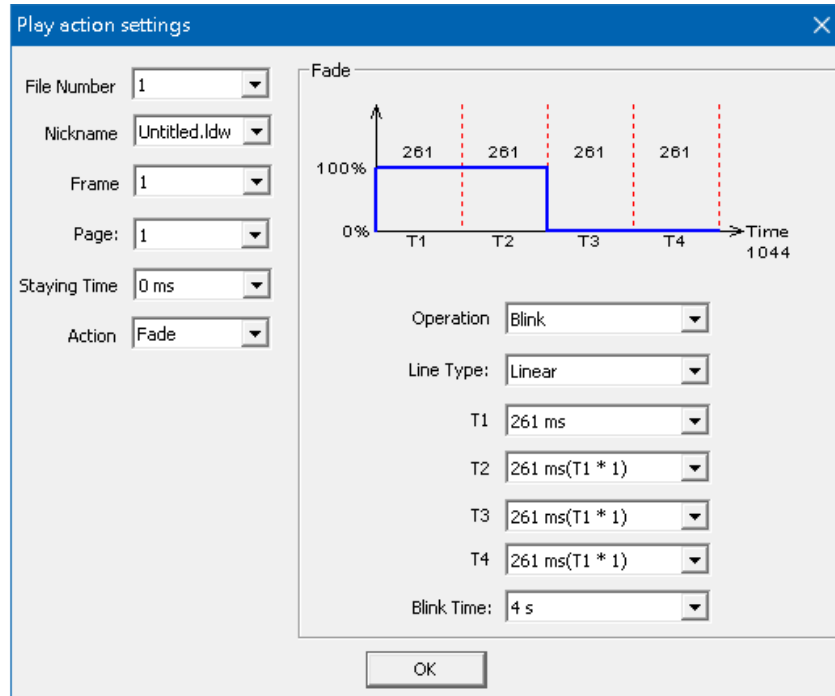 Play action settings
File Number 1
Nickname Untitled.ldw
Frame 1
Page: 1
Staying Time 0 ms
Action Fade
Fade
261 261 261 261
100%
0%
T1 T2 T3 T4
Time
1044
Operation Blink
Line Type: Linear
T1 261 ms
T2 261 ms(T1 * 1)
T3 261 ms(T1 * 1)
T4 261 ms(T1 * 1)
Blink Time: 4 s
OK